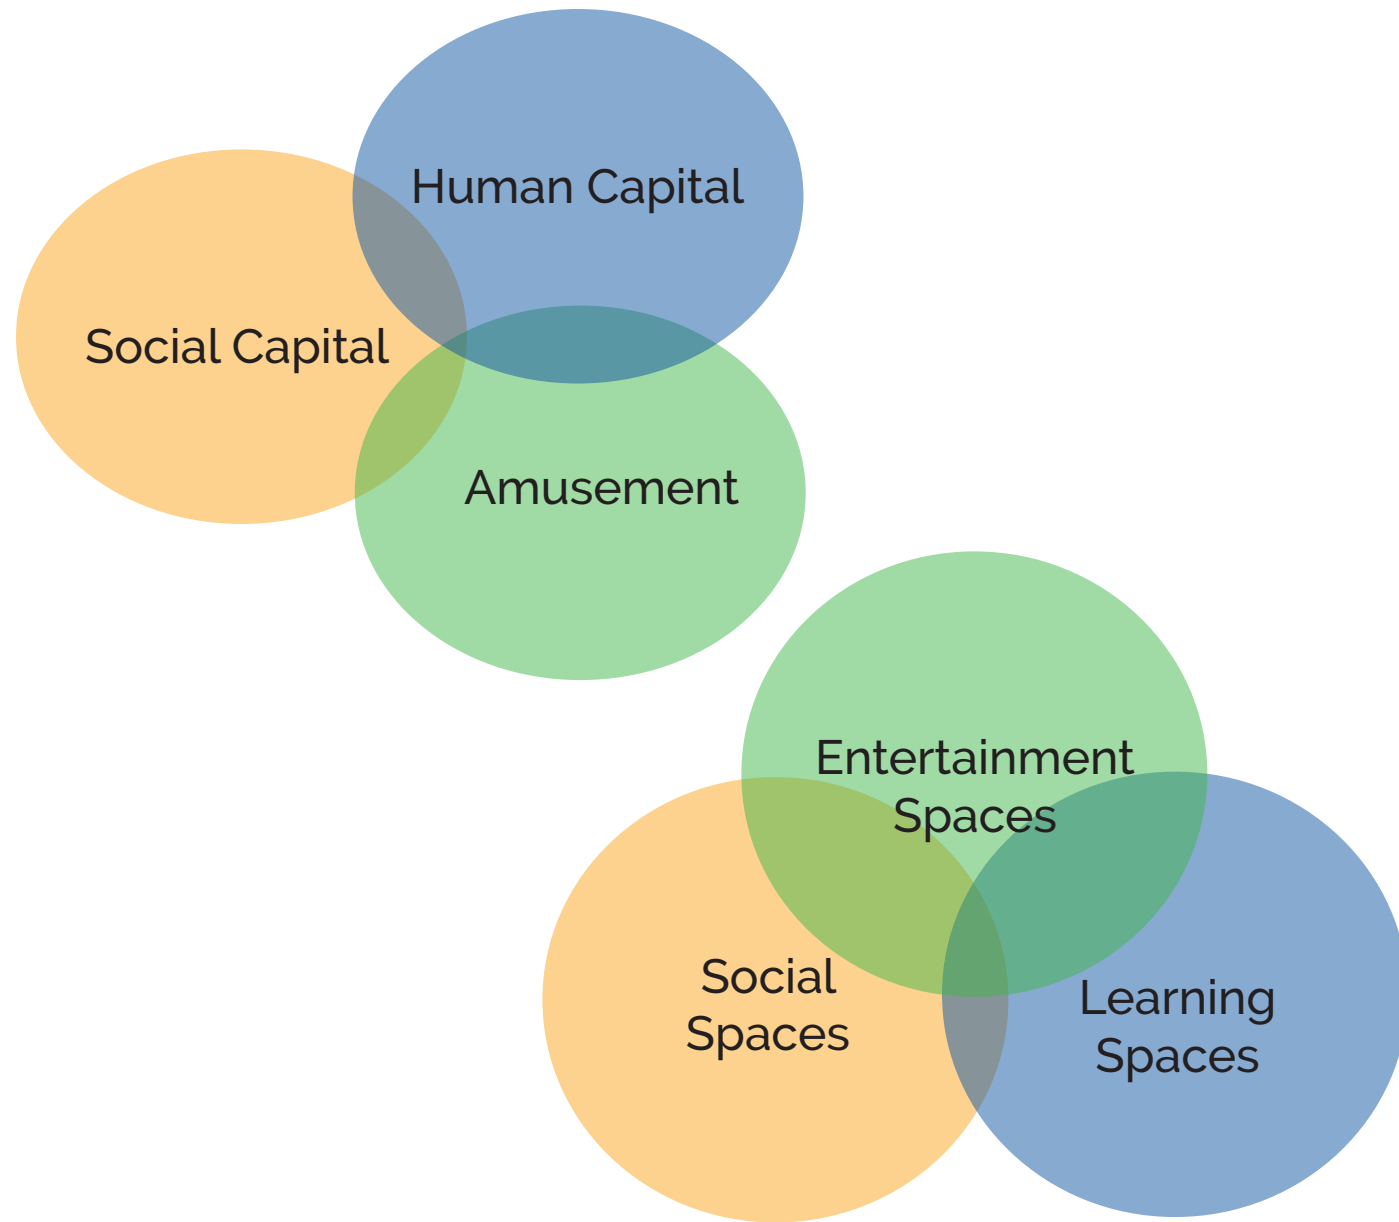 Human Capital
Social Capital
Amusement
Entertainment
Spaces
Social
Spaces
Learning
Spaces